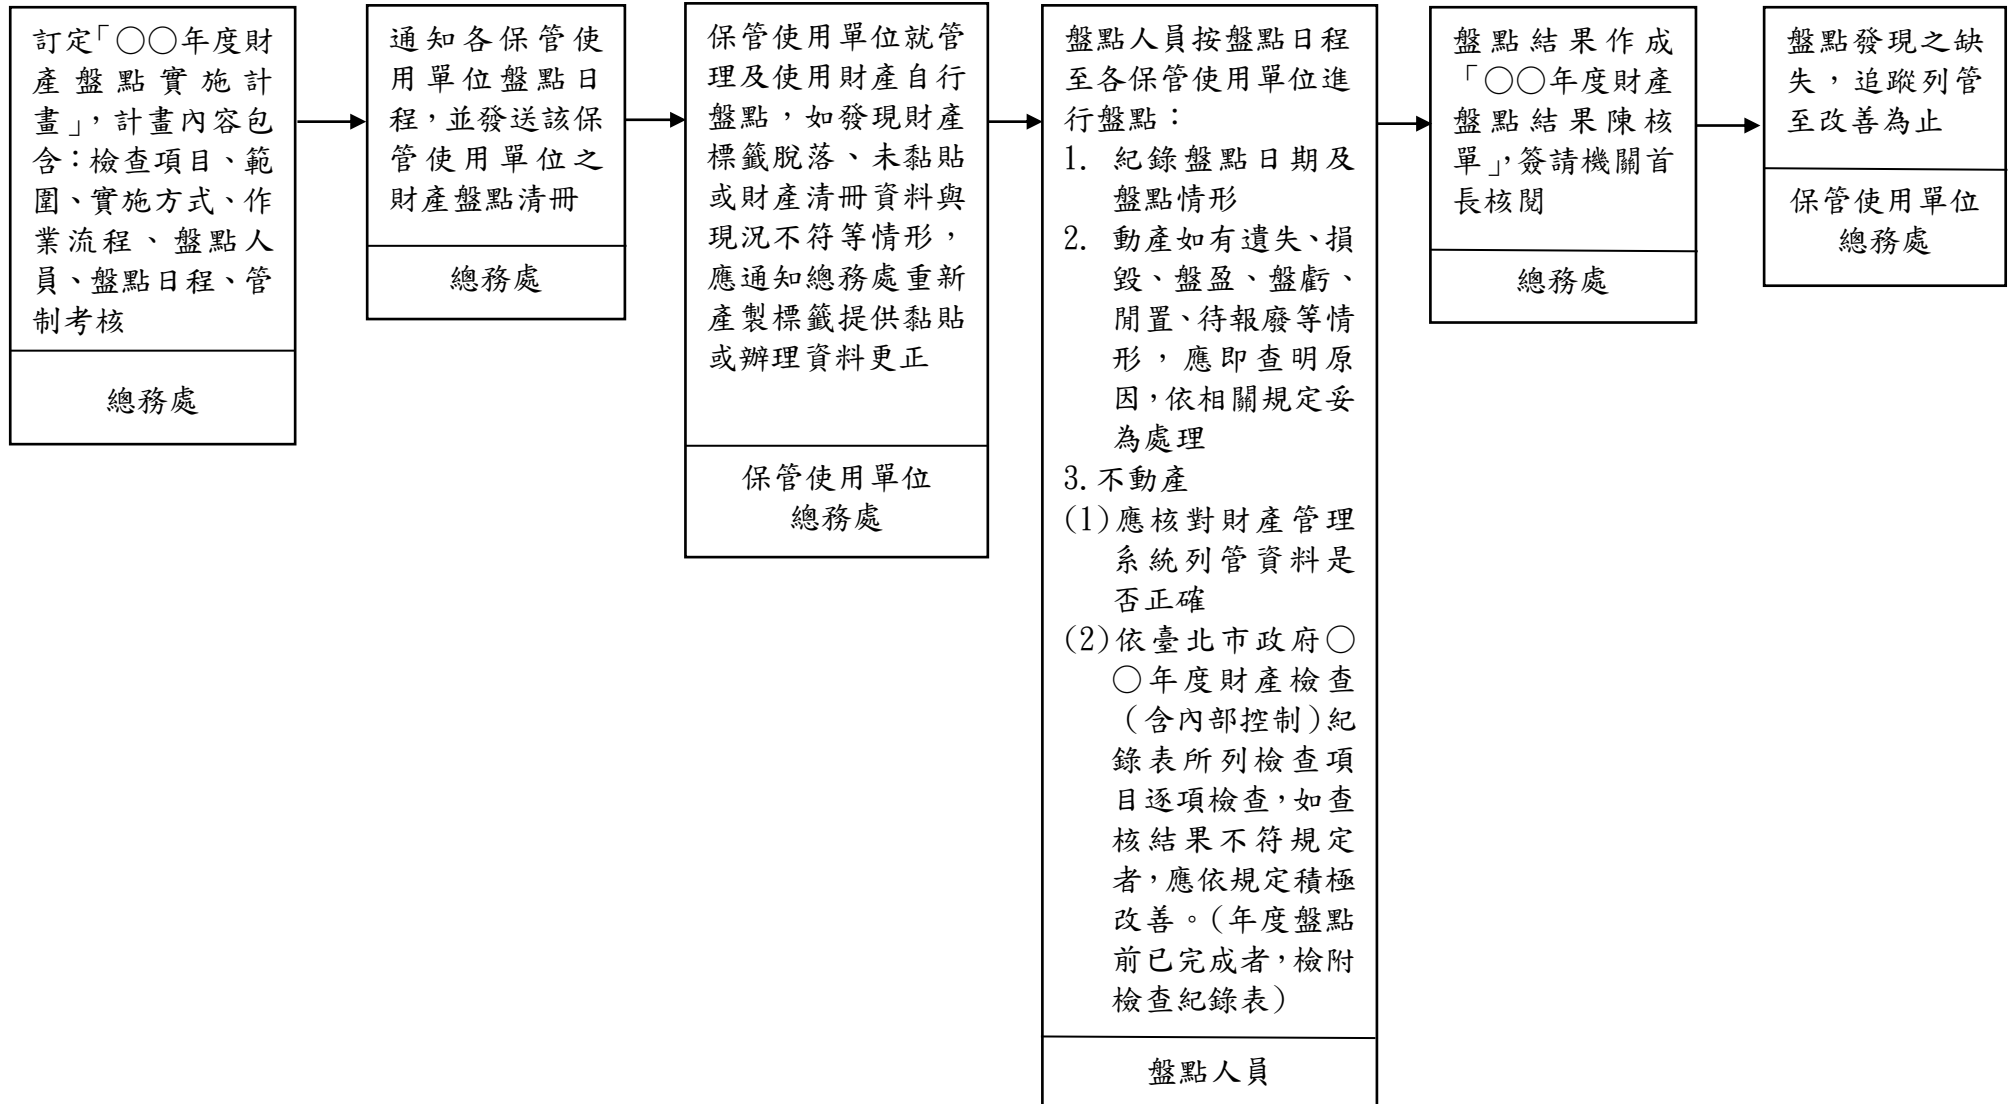 訂定「○○年度財
產盤點實施計
畫」，計畫內容包
含：檢查項目、範
圍、實施方式、作
業流程、盤點人
員、盤點日程、管
制考核
總務處
通知各保管使
用單位盤點日
程，並發送該保
管使用單位之
財產盤點清冊
總務處
保管使用單位就管
理及使用財產自行
盤點，如發現財產
標籤脫落、未黏貼
或財產清冊資料與
現況不符等情形，
應通知總務處重新
產製標籤提供黏貼
或辦理資料更正
保管使用單位
總務處
盤點人員按盤點日程
至各保管使用單位進
行盤點：
1. 紀錄盤點日期及
盤點情形
2. 動產如有遺失、損
毀、盤盈、盤虧、
閒置、待報廢等情
形，應即查明原
因，依相關規定妥
為處理
3.不動產
(1)應核對財產管理
系統列管資料是
否正確
(2)依臺北市政府○
○年度財產檢查
（含內部控制）紀
錄表所列檢查項
目逐項檢查，如查
核結果不符規定
者，應依規定積極
改善。（年度盤點
前已完成者，檢附
檢查紀錄表）
盤點人員
盤點結果作成
「○○年度財產
盤點結果陳核
單」，簽請機關首
長核閱
總務處
盤點發現之缺
失，追蹤列管
至改善為止
保管使用單位
總務處